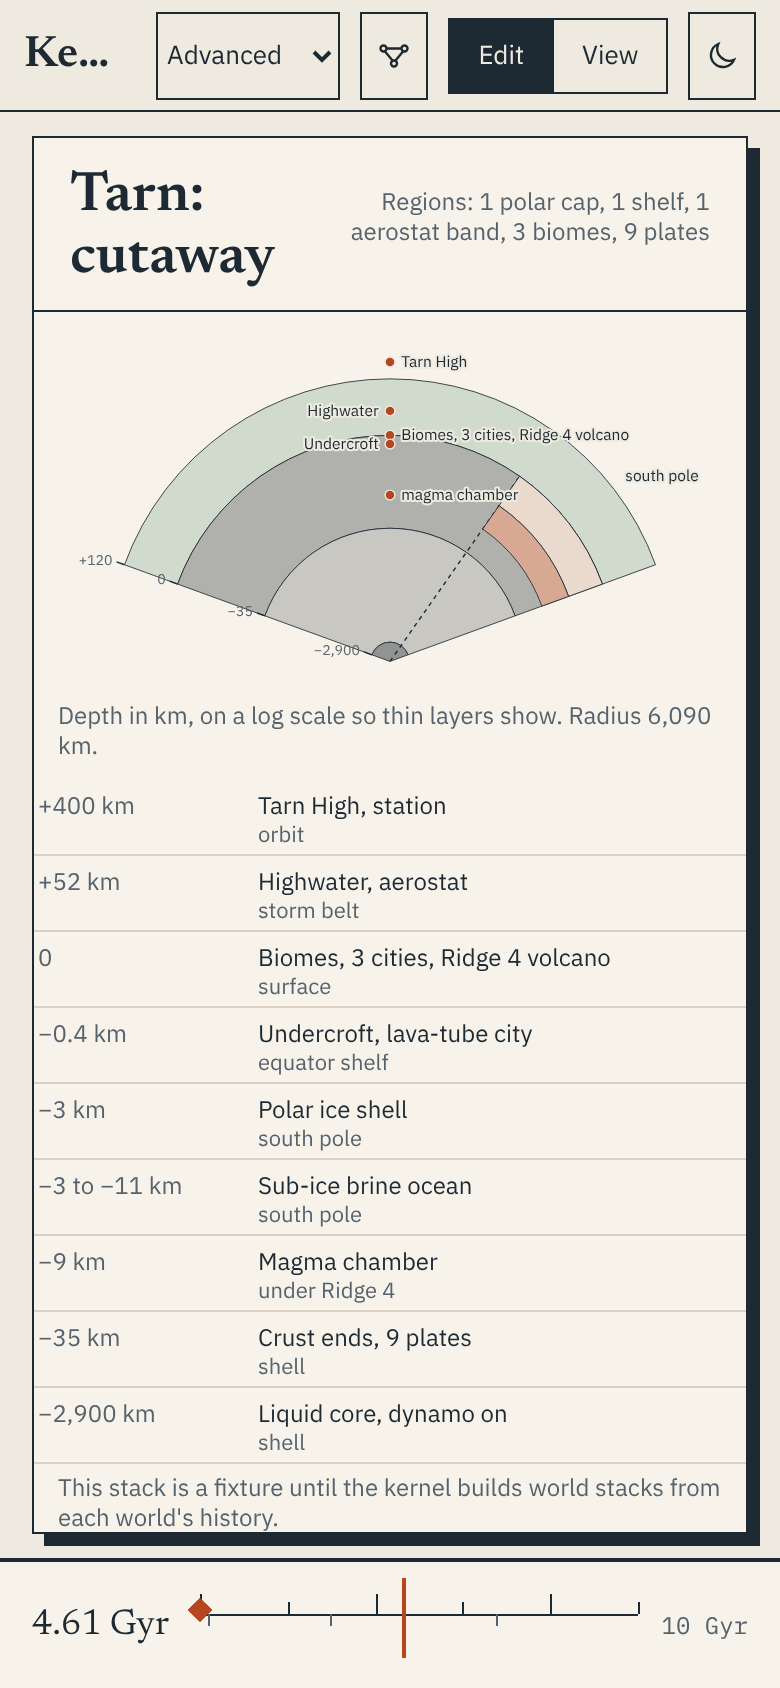 Ke...
Advanced
Edit
View
Tarn:
cutaway
Regions: 1 polar cap, 1 shelf, 1
aerostat band, 3 biomes, 9 plates
Tarn High
Highwater
Biomes, 3 cities, Ridge 4 volcano
Undercroft
south pole
magma chamber
+120
0
−35
−2,900
Depth in km, on a log scale so thin layers show. Radius 6,090
km.
+400 km
Tarn High, station
orbit
+52 km
Highwater, aerostat
storm belt
0
Biomes, 3 cities, Ridge 4 volcano
surface
−0.4 km
Undercroft, lava-tube city
equator shelf
−3 km
Polar ice shell
south pole
−3 to −11 km
Sub-ice brine ocean
south pole
−9 km
Magma chamber
under Ridge 4
−35 km
Crust ends, 9 plates
shell
−2,900 km
Liquid core, dynamo on
shell
This stack is a fixture until the kernel builds world stacks from
each world's history.
4.61 Gyr
10 Gyr